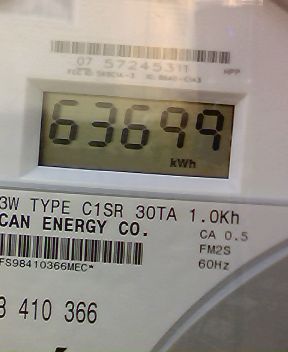 07 57245311
HPP
63699
kWh
3W TYPE C1SR 30TA 1.0Kh
CAN ENERGY CO.
CA 0.5
FM2S
FS98410366MEC*
60Hz
410 366